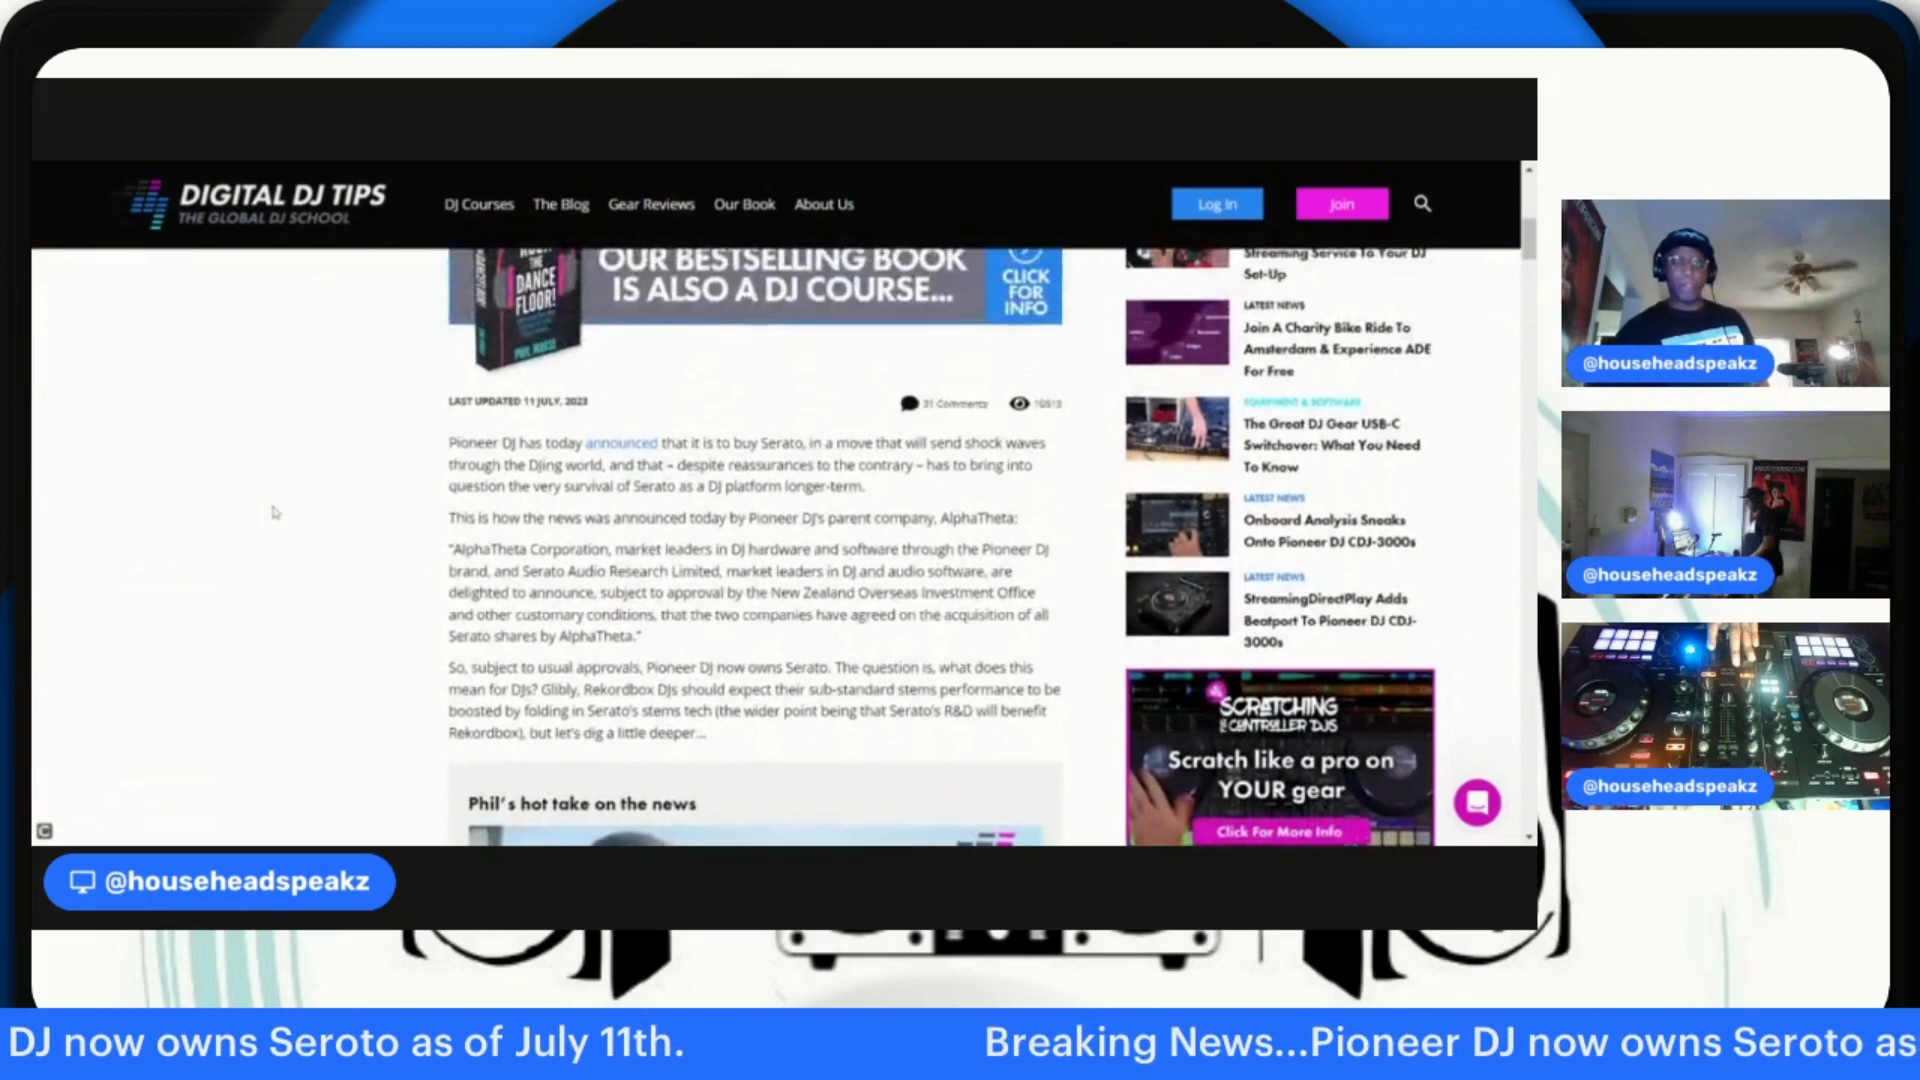 DIGITAL DJ TIPS
THE GLOBAL DJ SCHOOL
DJ Courses The Blog Gear Reviews Our Book About Us
Log In Join
THE
DANCE
FLOOR!
PHIL MORSE
OUR BESTSELLING BOOK
IS ALSO A DJ COURSE...
CLICK
FOR
INFO
LAST UPDATED 11 JULY, 2023
31 Comments
Pioneer DJ has today announced that it is to buy Serato, in a move that will send shock waves
through the DJing world, and that – despite reassurances to the contrary – has to bring into
question the very survival of Serato as a DJ platform longer-term.
This is how the news was announced today by Pioneer DJ's parent company, AlphaTheta:
"AlphaTheta Corporation, market leaders in DJ hardware and software through the Pioneer DJ
brand, and Serato Audio Research Limited, market leaders in DJ and audio software, are
delighted to announce, subject to approval by the New Zealand Overseas Investment Office
and other customary conditions, that the two companies have agreed on the acquisition of all
Serato shares by AlphaTheta."
So, subject to usual approvals, Pioneer DJ now owns Serato. The question is, what does this
mean for DJs? Glibly, Rekordbox DJs should expect their sub-standard stems performance to be
boosted by folding in Serato's stems tech (the wider point being that Serato's R&D will benefit
Rekordbox), but let's dig a little deeper...
Phil's hot take on the news
Streaming Service To Your DJ
Set-Up
LATEST NEWS
Join A Charity Bike Ride To
Amsterdam & Experience ADE
For Free
EQUIPMENT & SOFTWARE
The Great DJ Gear USB-C
Switchover: What You Need
To Know
LATEST NEWS
Onboard Analysis Sneaks
Onto Pioneer DJ CDJ-3000s
LATEST NEWS
StreamingDirectPlay Adds
Beatport To Pioneer DJ CDJ-
3000s
SCRATCHING
FOR CONTROLLER DJS
Scratch like a pro on
YOUR gear
Click For More Info
@househeadspeakz
@househeadspeakz
@househeadspeakz
@househeadspeakz
DJ now owns Seroto as of July 11th. Breaking News...Pioneer DJ now owns Seroto as